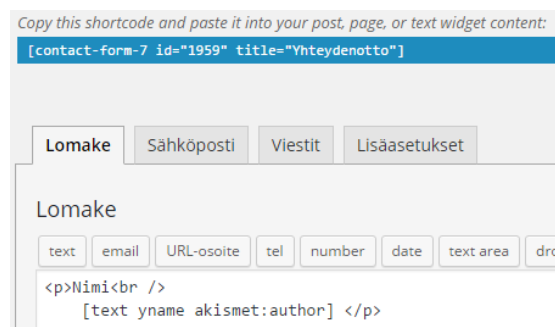 Copy this shortcode and paste it into your post, page, or text widget content:
[contact-form-7 id="1959" title="Yhteydenotto"]
Lomake Sähköposti Viestit Lisäasetukset
Lomake
text email URL-osoite tel number date text area
<p>Nimi<br />
[text yname akismet:author] </p>